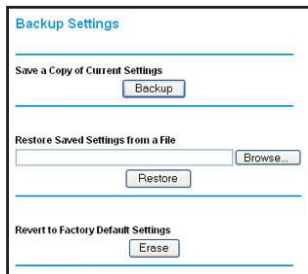 Backup Settings
Save a Copy of Current Settings
Backup
Restore Saved Settings from a File
Browse...
Restore
Revert to Factory Default Settings
Erase